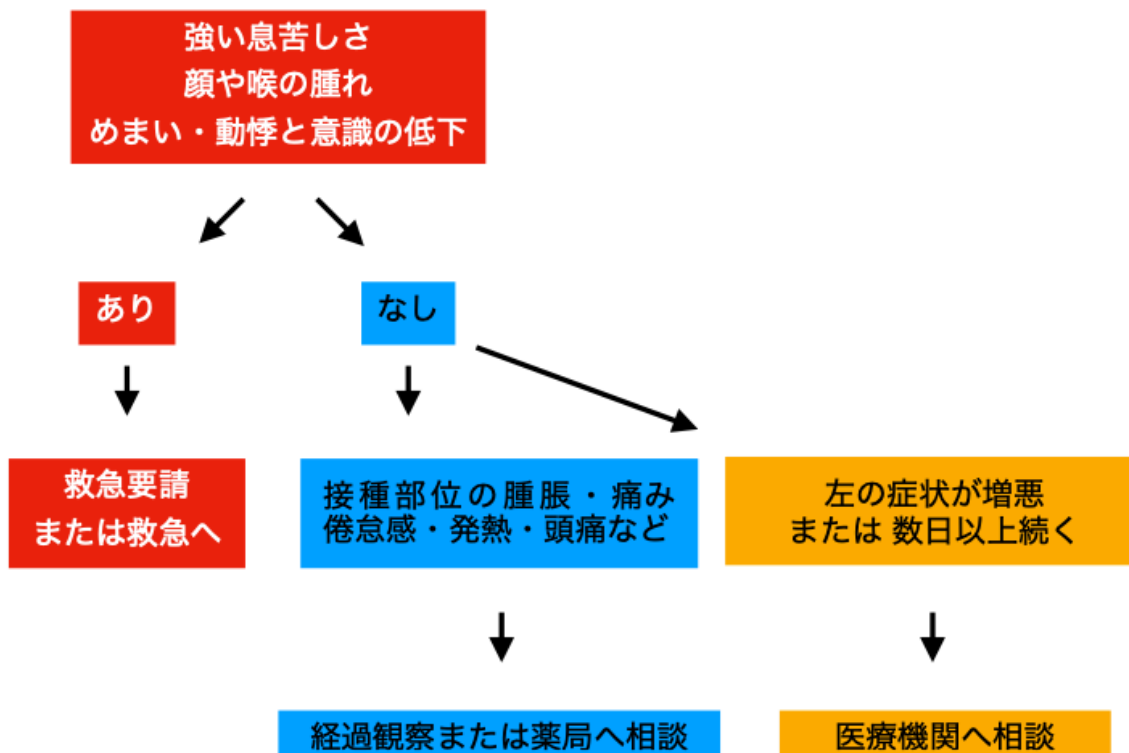 強い息苦しさ
顔や喉の腫れ
めまい・動悸と意識の低下
あり
なし
救急要請
または救急へ
接種部位の腫脹・痛み
倦怠感・発熱・頭痛など
左の症状が増悪
または 数日以上続く
経過観察または薬局へ相談
医療機関へ相談